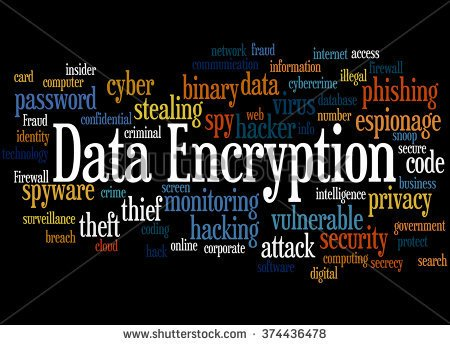 network fraud
internet access
communication
information
firewall
insider
card
computer
cyber
binary data
cybercrime
illegal
phishing
password
stealing
virus
database
Fraud
confidential
spy
web
number
espionage
identity
criminal
hacker
info
snoop
technology
Data Encryption
secure
code
Firewall
spyware
crime
screen
monitoring
intelligence
business
privacy
surveillance
theft
thief
coding
hacking
vulnerable
government
breach
cloud
hack
online
corporate
attack
security
protect
software
computing
secrecy
search
digital
shutterstock
www.shutterstock.com · 374436478